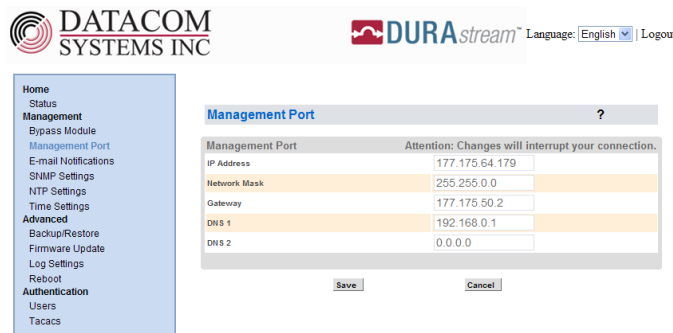 DATACOM
SYSTEMS INC
DURAstream™
Language: English | Logou
Home
Status
Management
Bypass Module
Management Port
E-mail Notifications
SNMP Settings
NTP Settings
Time Settings
Advanced
Backup/Restore
Firmware Update
Log Settings
Reboot
Authentication
Users
Tacacs
Management Port ?
Management Port Attention: Changes will interrupt your connection.
IP Address 177.175.64.179
Network Mask 255.255.0.0
Gateway 177.175.50.2
DNS 1 192.168.0.1
DNS 2 0.0.0.0
Save Cancel